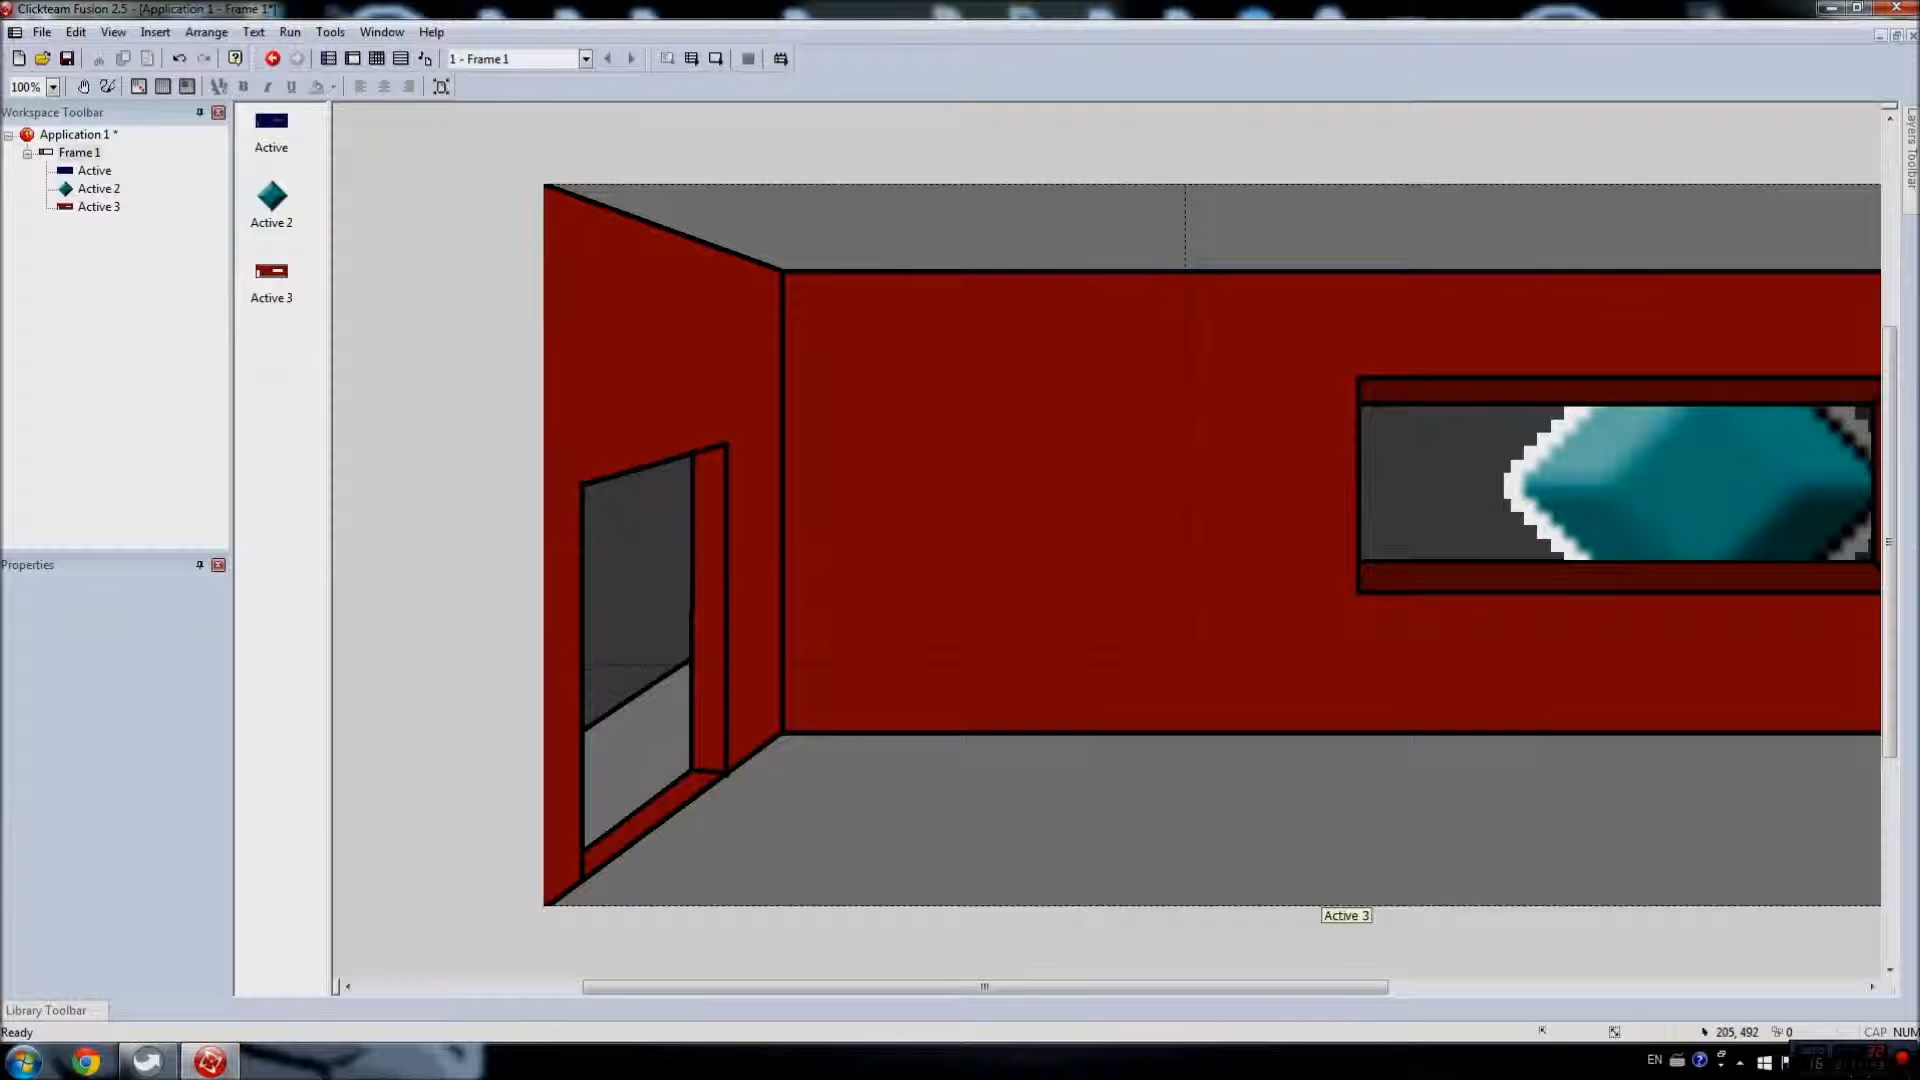 Clickteam Fusion 2.5 - [Application 1 - Frame 1*]
File Edit View Insert Arrange Text Run Tools Window Help
1 - Frame 1
100%
Workspace Toolbar
Application 1 *
Frame 1
Active
Active 2
Active 3
Active
Active 2
Active 3
Layers Toolbar
Properties
Active 3
Library Toolbar
Ready
205, 492
0
CAP NUM
EN